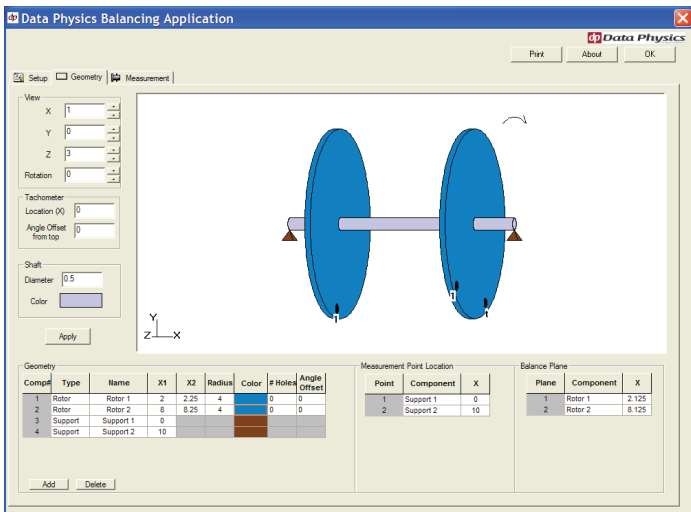 dp Data Physics Balancing Application
dp Data Physics
Print About OK
Setup Geometry Measurement
View
X 1
Y 0
Z 3
Rotation 0
Tachometer
Location (X) 0
Angle Offset from top 0
Shaft
Diameter 0.5
Color
Apply
1
1
Y
Z X
Geometry
Comp# Type Name X1 X2 Radius Color # Holes Angle Offset
1 Rotor Rotor 1 2 2.25 4 0 0
2 Rotor Rotor 2 8 8.25 4 0 0
3 Support Support 1 0
4 Support Support 2 10
Add Delete
Measurement Point Location
Point Component X
1 Support 1 0
2 Support 2 10
Balance Plane
Plane Component X
1 Rotor 1 2.125
2 Rotor 2 8.125